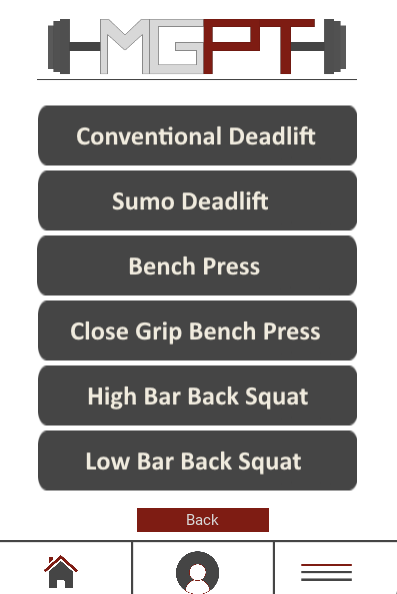 MGPT
Conventional Deadlift
Sumo Deadlift
Bench Press
Close Grip Bench Press
High Bar Back Squat
Low Bar Back Squat
Back